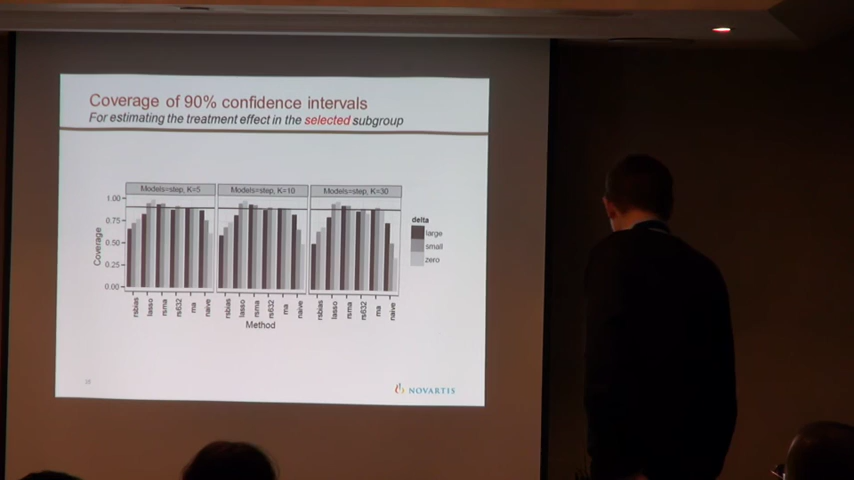 Coverage of 90% confidence intervals
For estimating the treatment effect in the selected subgroup
Models=step, K=5
Models=step, K=10
Models=step, K=30
1.00
0.75
0.50
0.25
0.00
Coverage
rsbias
lasso
rsma
rs632
ma
naive
rsbias
lasso
rsma
rs632
ma
naive
rsbias
lasso
rsma
rs632
ma
naive
Method
delta
large
small
zero
NOVARTIS